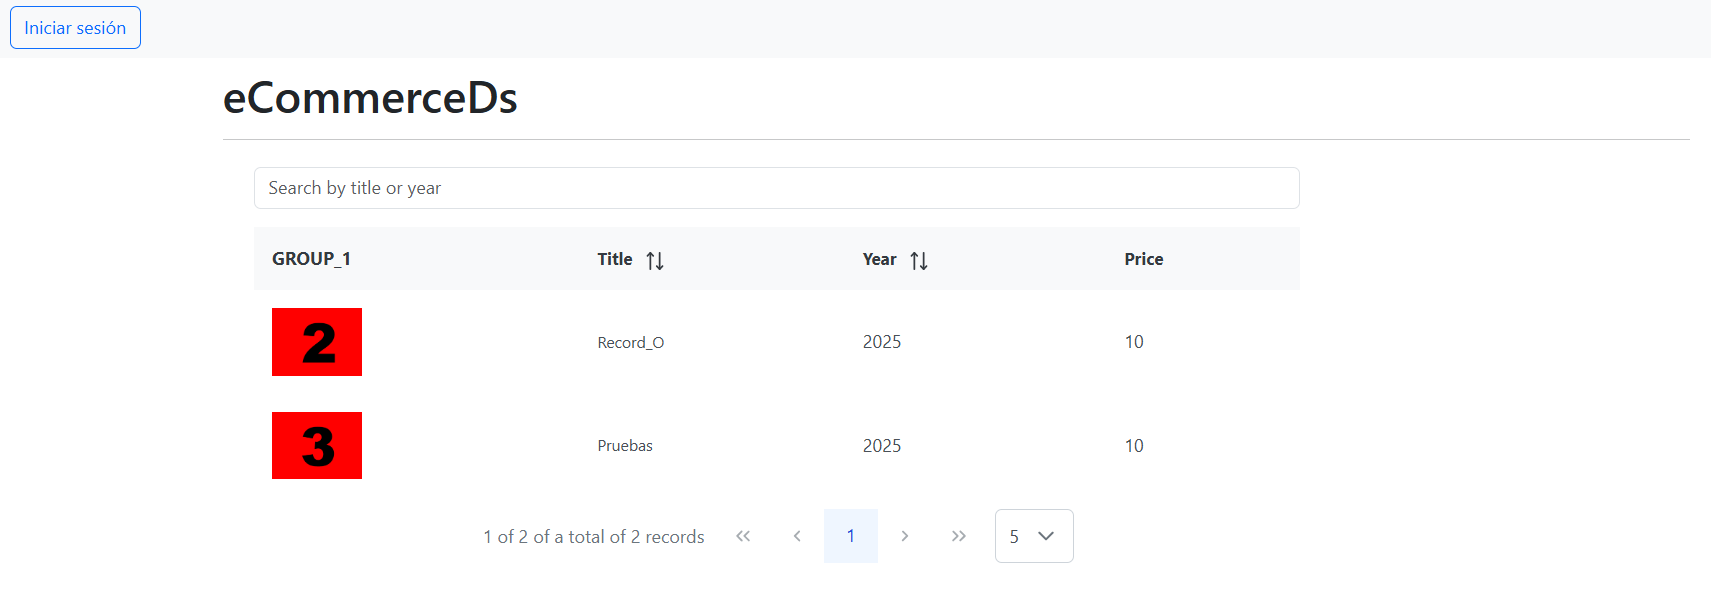 Iniciar sesión
eCommerceDs
Search by title or year
GROUP_1 Title Year Price
2 Record_O 2025 10
3 Pruebas 2025 10
1 of 2 of a total of 2 records « ‹ 1 › » 5